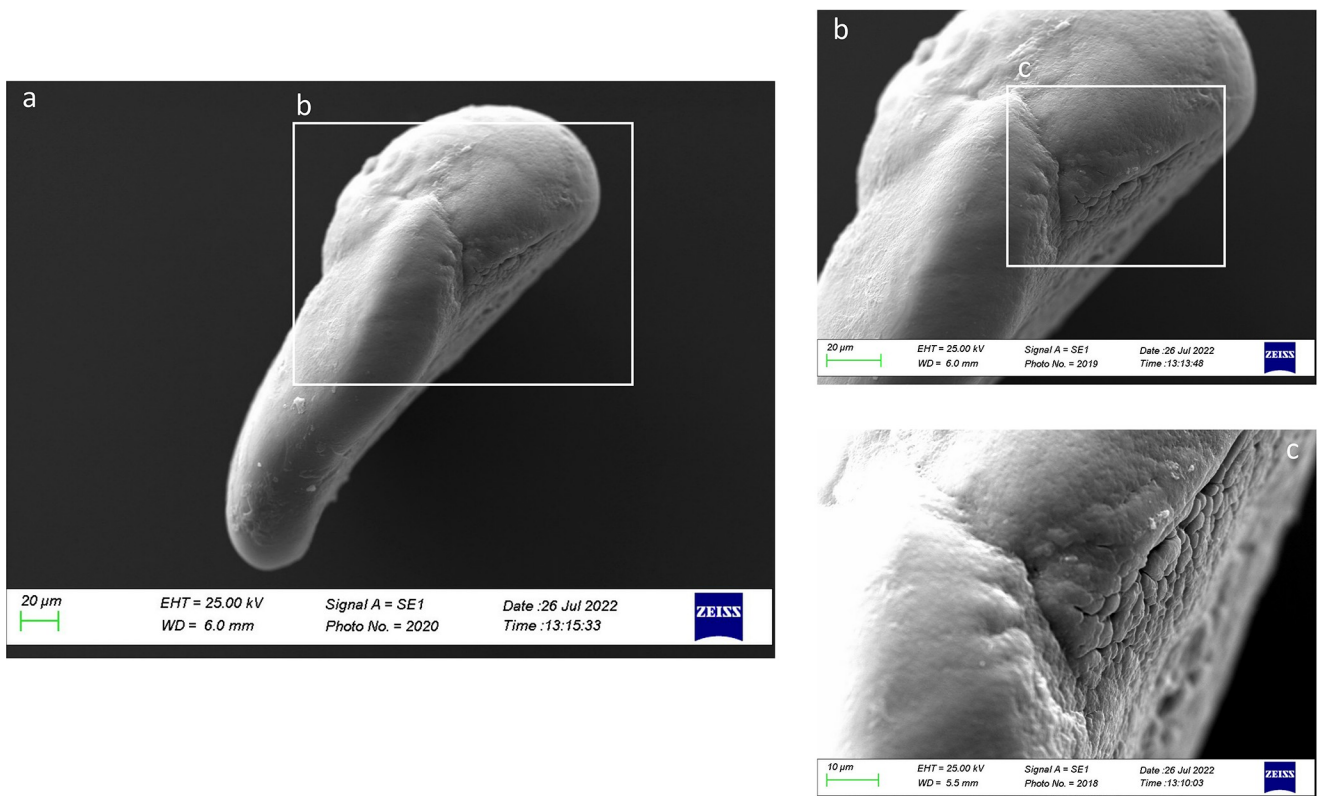 a
b
20 µm
EHT = 25.00 kV
Signal A = SE1
Date :26 Jul 2022
ZEISS
WD = 6.0 mm
Photo No. = 2020
Time :13:15:33
b
c
20 µm
EHT = 25.00 kV
Signal A = SE1
Date :26 Jul 2022
ZEISS
WD = 6.0 mm
Photo No. = 2019
Time :13:13:48
c
10 µm
EHT = 25.00 kV
Signal A = SE1
Date :26 Jul 2022
ZEISS
WD = 5.5 mm
Photo No. = 2018
Time :13:10:03